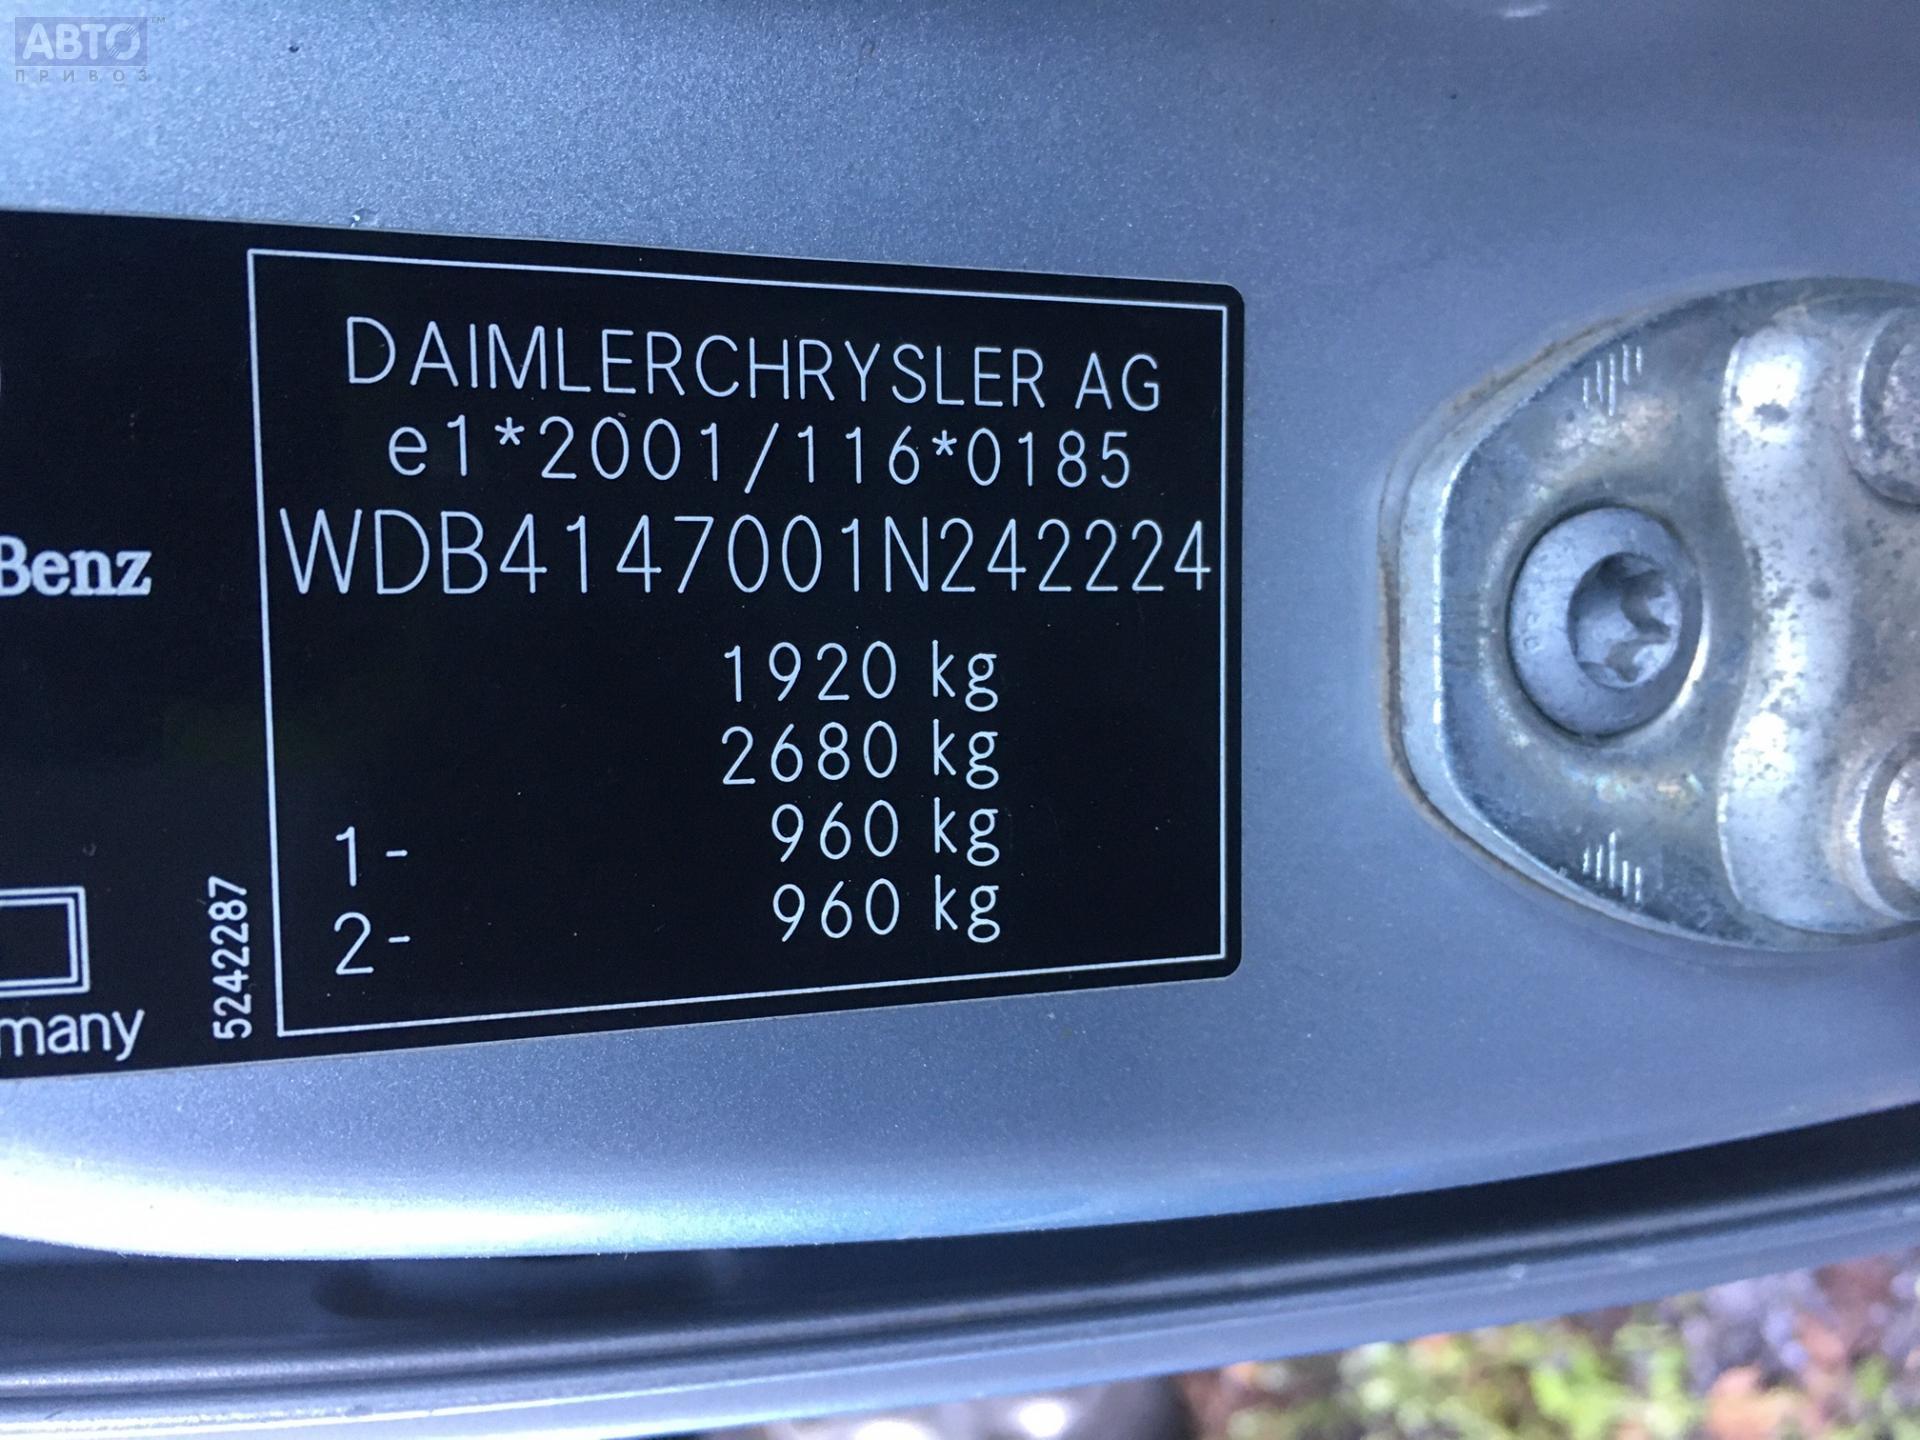 АВТО™
ПРИВОЗ
DAIMLERCHRYSLER AG
e1*2001/116*0185
Benz
WDB4147001N242224
1920 kg
2680 kg
1- 960 kg
2- 960 kg
5242287
many